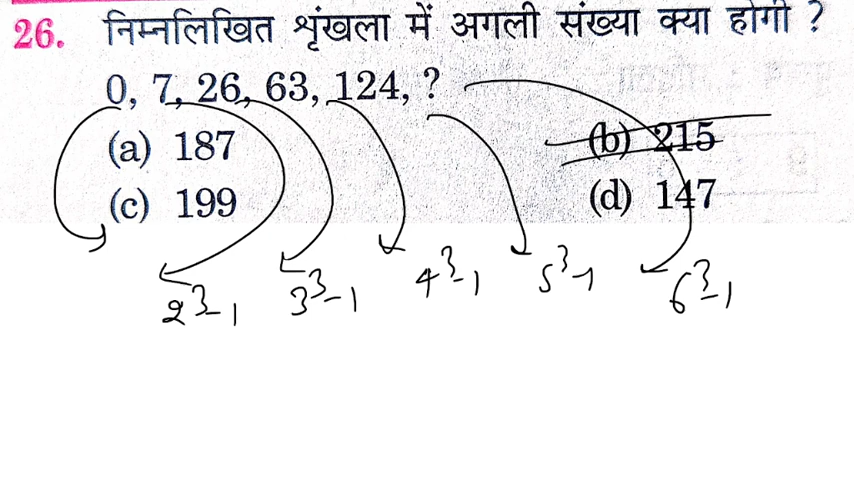 26. निम्नलिखित शृंखला में अगली संख्या क्या होगी ?
0, 7, 26, 63, 124, ?
(a) 187 (b) 215
(c) 199 (d) 147
2³-1 3³-1 4³-1 5³-1 6³-1